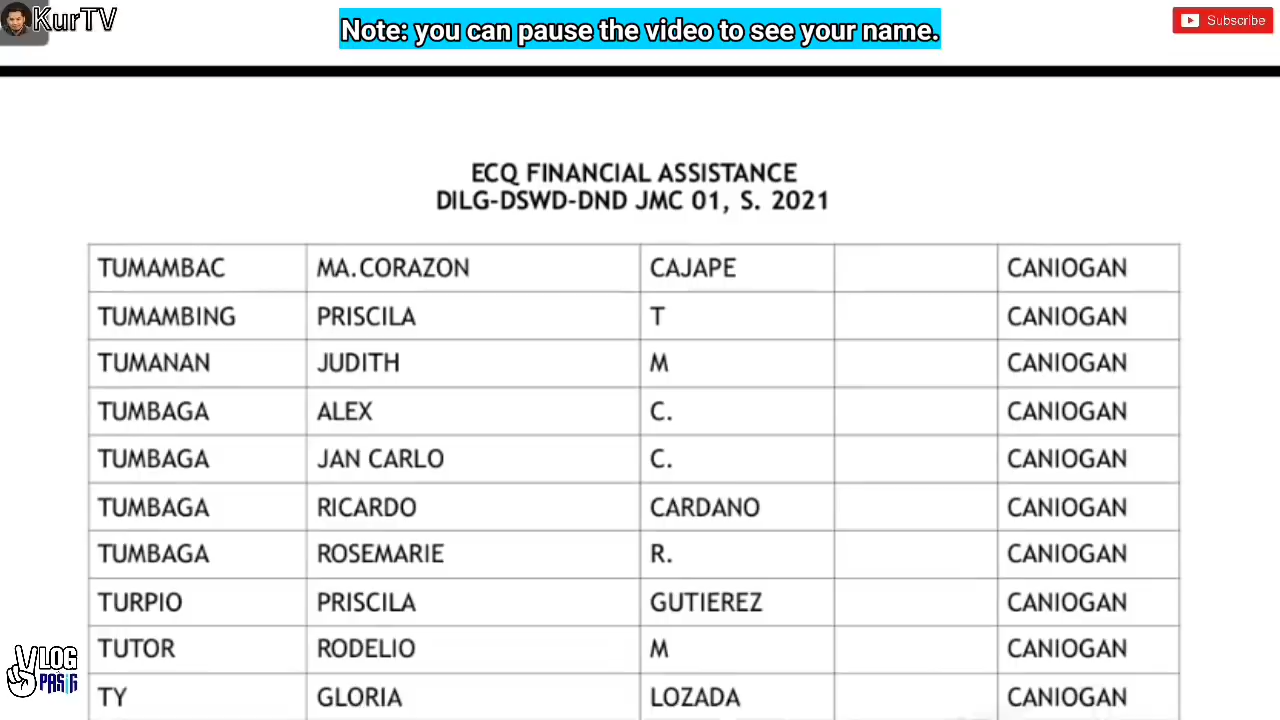 KurTV
Note: you can pause the video to see your name.
Subscribe
ECQ FINANCIAL ASSISTANCE
DILG-DSWD-DND JMC 01, S. 2021
TUMAMBAC MA.CORAZON CAJAPE CANIOGAN
TUMAMBING PRISCILA T CANIOGAN
TUMANAN JUDITH M CANIOGAN
TUMBAGA ALEX C. CANIOGAN
TUMBAGA JAN CARLO C. CANIOGAN
TUMBAGA RICARDO CARDANO CANIOGAN
TUMBAGA ROSEMARIE R. CANIOGAN
TURPIO PRISCILA GUTIEREZ CANIOGAN
TUTOR RODELIO M CANIOGAN
TY GLORIA LOZADA CANIOGAN
VLOG
PASIG